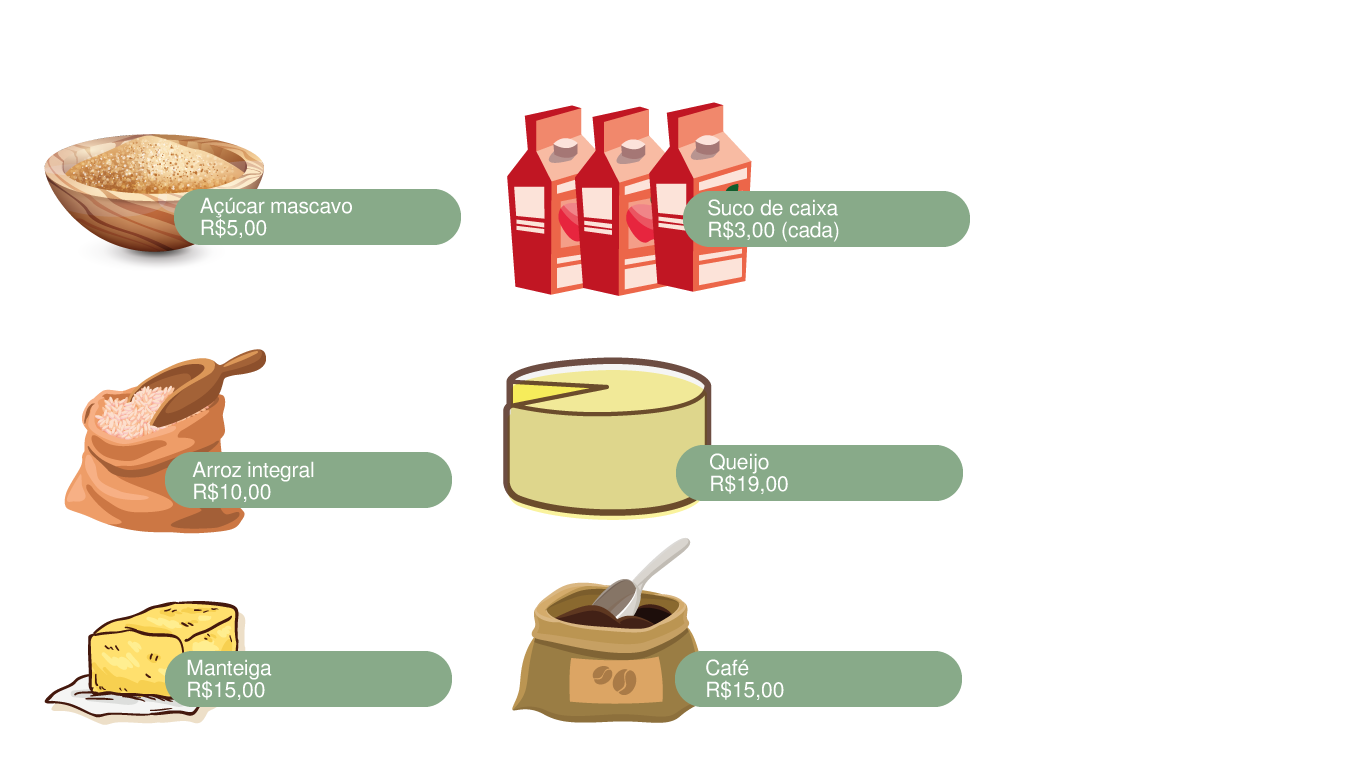 Açúcar mascavo
R$5,00
Suco de caixa
R$3,00 (cada)
Arroz integral
R$10,00
Queijo
R$19,00
Manteiga
R$15,00
Café
R$15,00